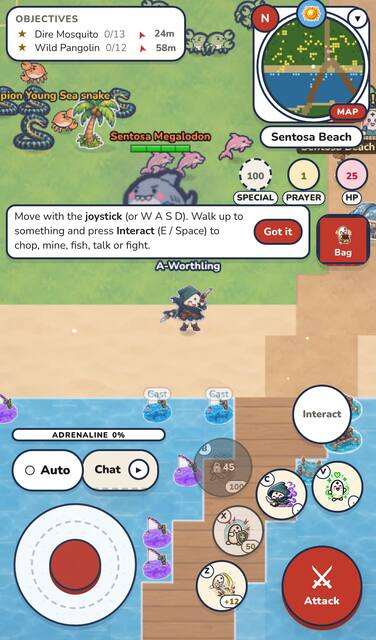 OBJECTIVES
★ Dire Mosquito 0/13 24m
★ Wild Pangolin 0/12 58m
N
MAP
Sentosa Beach
Sentosa Beach
pion Young Sea snake
Sentosa Megalodon
100
1
25
SPECIAL
PRAYER
HP
Move with the joystick (or W A S D). Walk up to
something and press Interact (E / Space) to
chop, mine, fish, talk or fight.
Got it
Bag
A-Worthling
Cast
Cast
Interact
ADRENALINE 0%
Auto
Chat
B
45
100
C
V
X
50
Z
+12
Attack